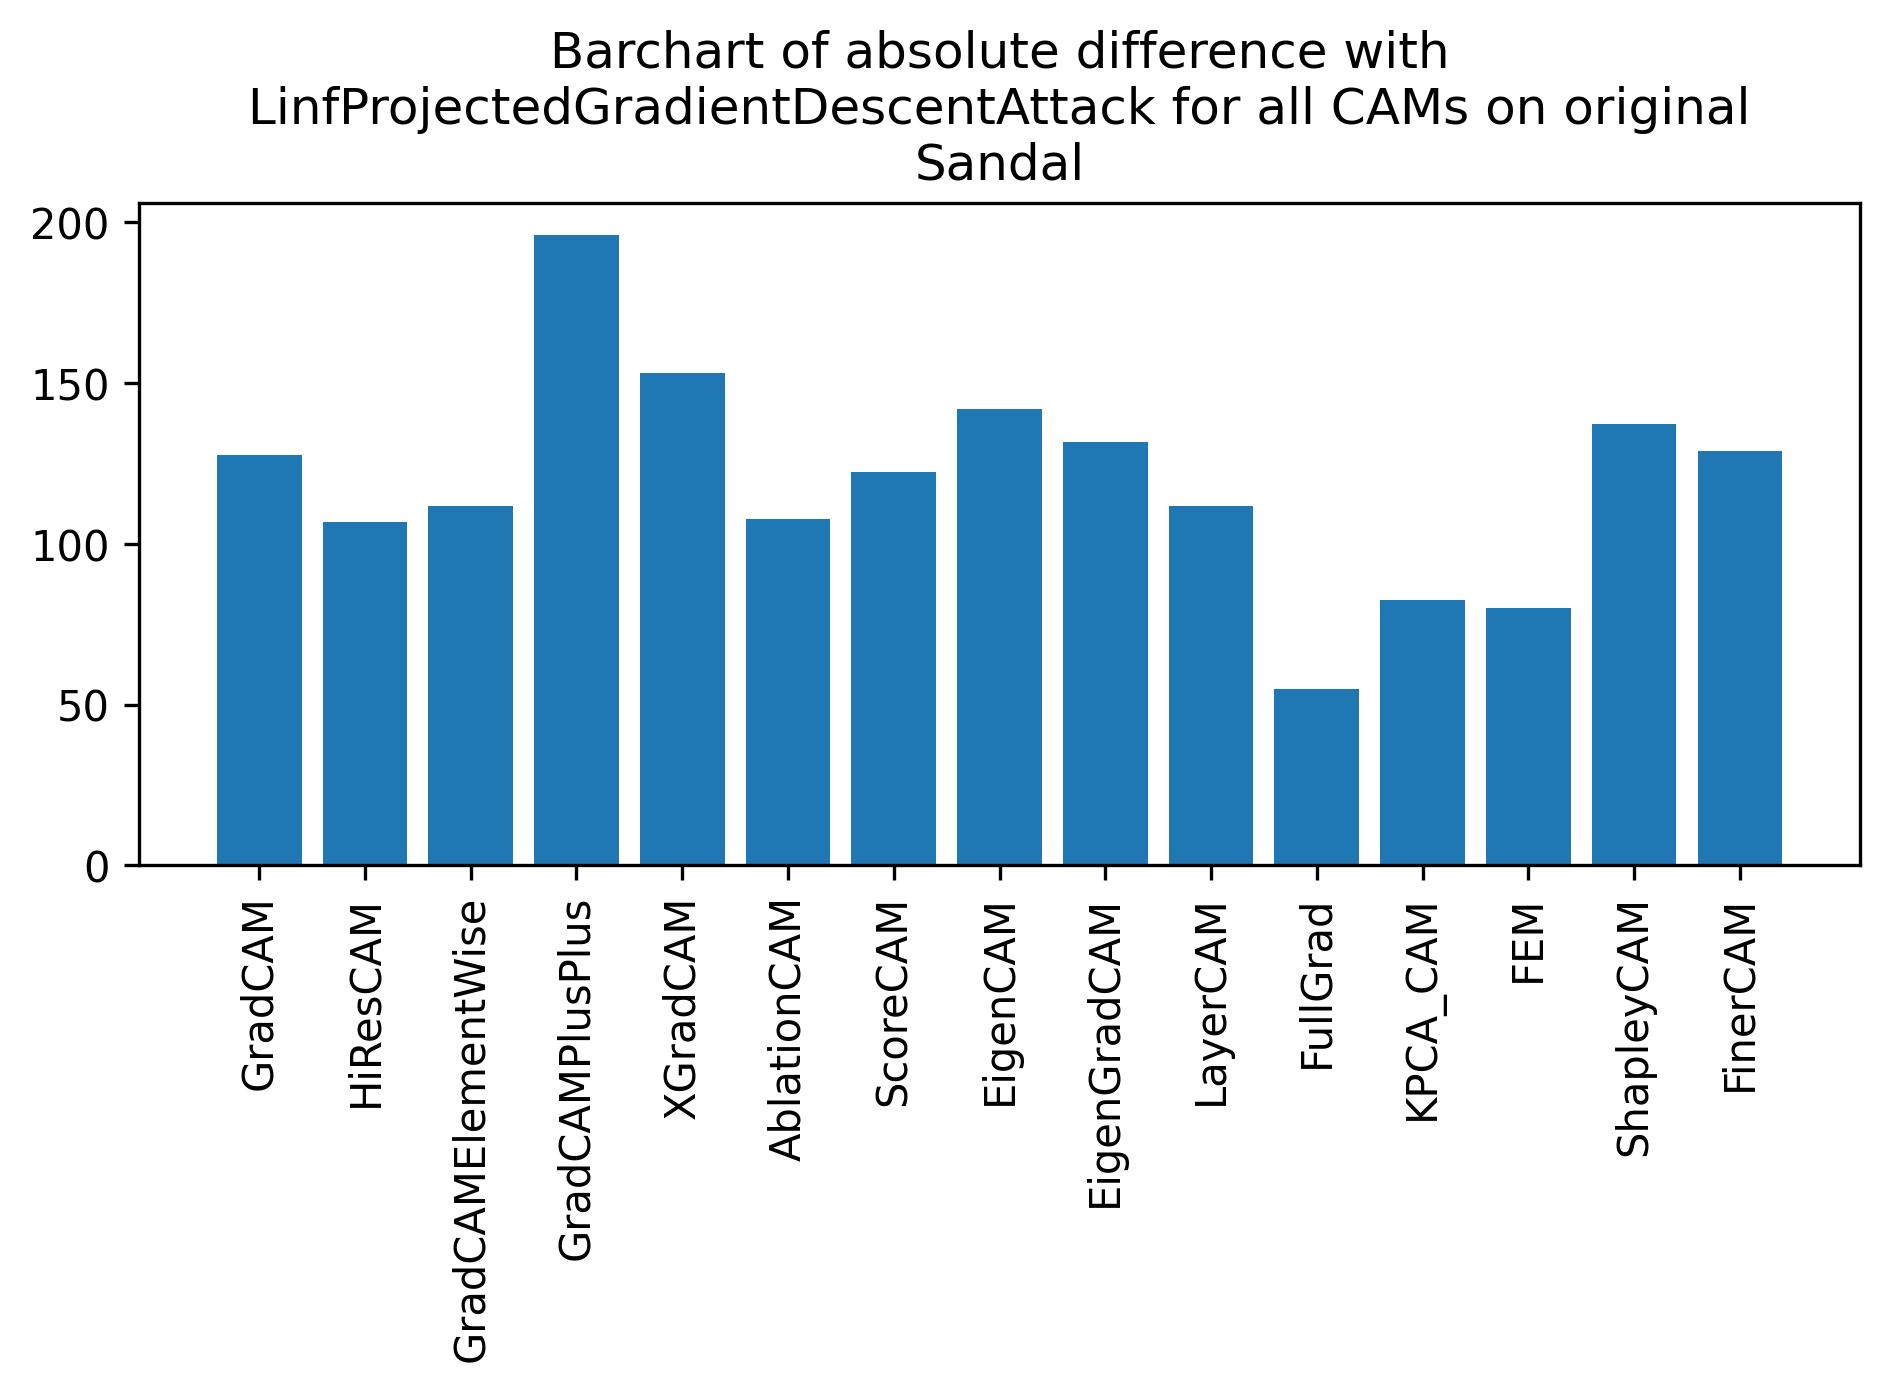 Barchart of absolute difference with
LinfProjectedGradientDescentAttack for all CAMs on original
Sandal
200
150
100
50
0
GradCAM
HiResCAM
GradCAMElementWise
GradCAMPlusPlus
XGradCAM
AblationCAM
ScoreCAM
EigenCAM
EigenGradCAM
LayerCAM
FullGrad
KPCA_CAM
FEM
ShapleyCAM
FinerCAM